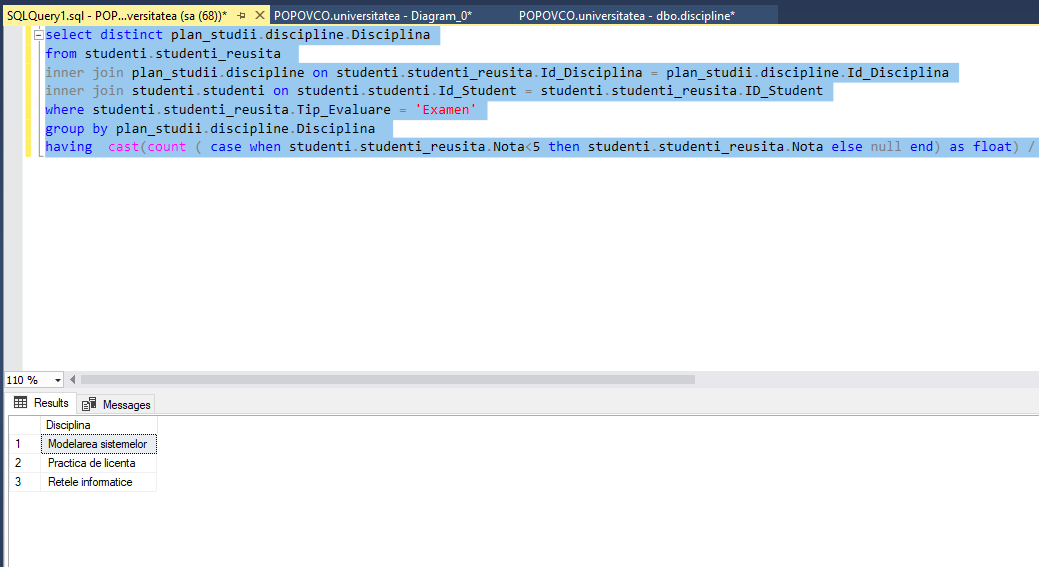 SQLQuery1.sql - POP...versitatea (sa (68))* POPOVCO.universitatea - Diagram_0* POPOVCO.universitatea - dbo.discipline*
select distinct plan_studii.discipline.Disciplina
from studenti.studenti_reusita
inner join plan_studii.discipline on studenti.studenti_reusita.Id_Disciplina = plan_studii.discipline.Id_Disciplina
inner join studenti.studenti on studenti.studenti.Id_Student = studenti.studenti_reusita.ID_Student
where studenti.studenti_reusita.Tip_Evaluare = 'Examen'
group by plan_studii.discipline.Disciplina
having cast(count ( case when studenti.studenti_reusita.Nota<5 then studenti.studenti_reusita.Nota else null end) as float) /
110 %
Results Messages
Disciplina
1 Modelarea sistemelor
2 Practica de licenta
3 Retele informatice